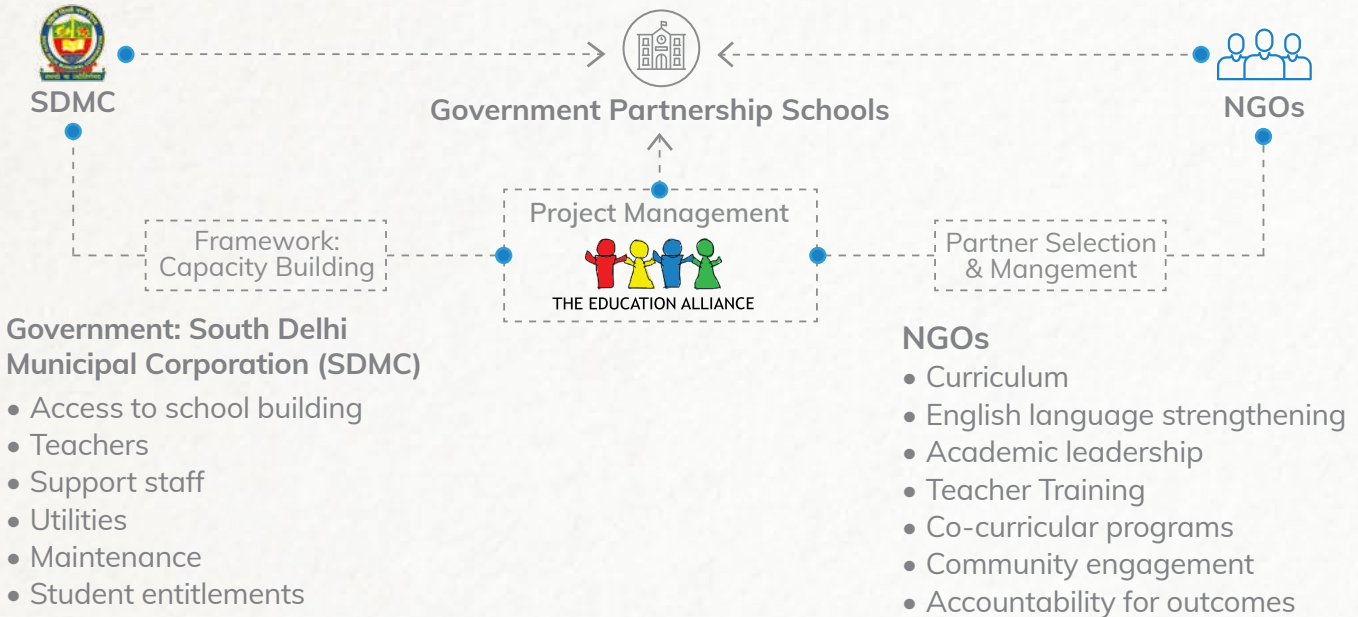 SDMC
Government Partnership Schools
NGOs
Framework:
Capacity Building
Project Management
THE EDUCATION ALLIANCE
Partner Selection
& Mangement
Government: South Delhi
Municipal Corporation (SDMC)
• Access to school building
• Teachers
• Support staff
• Utilities
• Maintenance
• Student entitlements
NGOs
• Curriculum
• English language strengthening
• Academic leadership
• Teacher Training
• Co-curricular programs
• Community engagement
• Accountability for outcomes